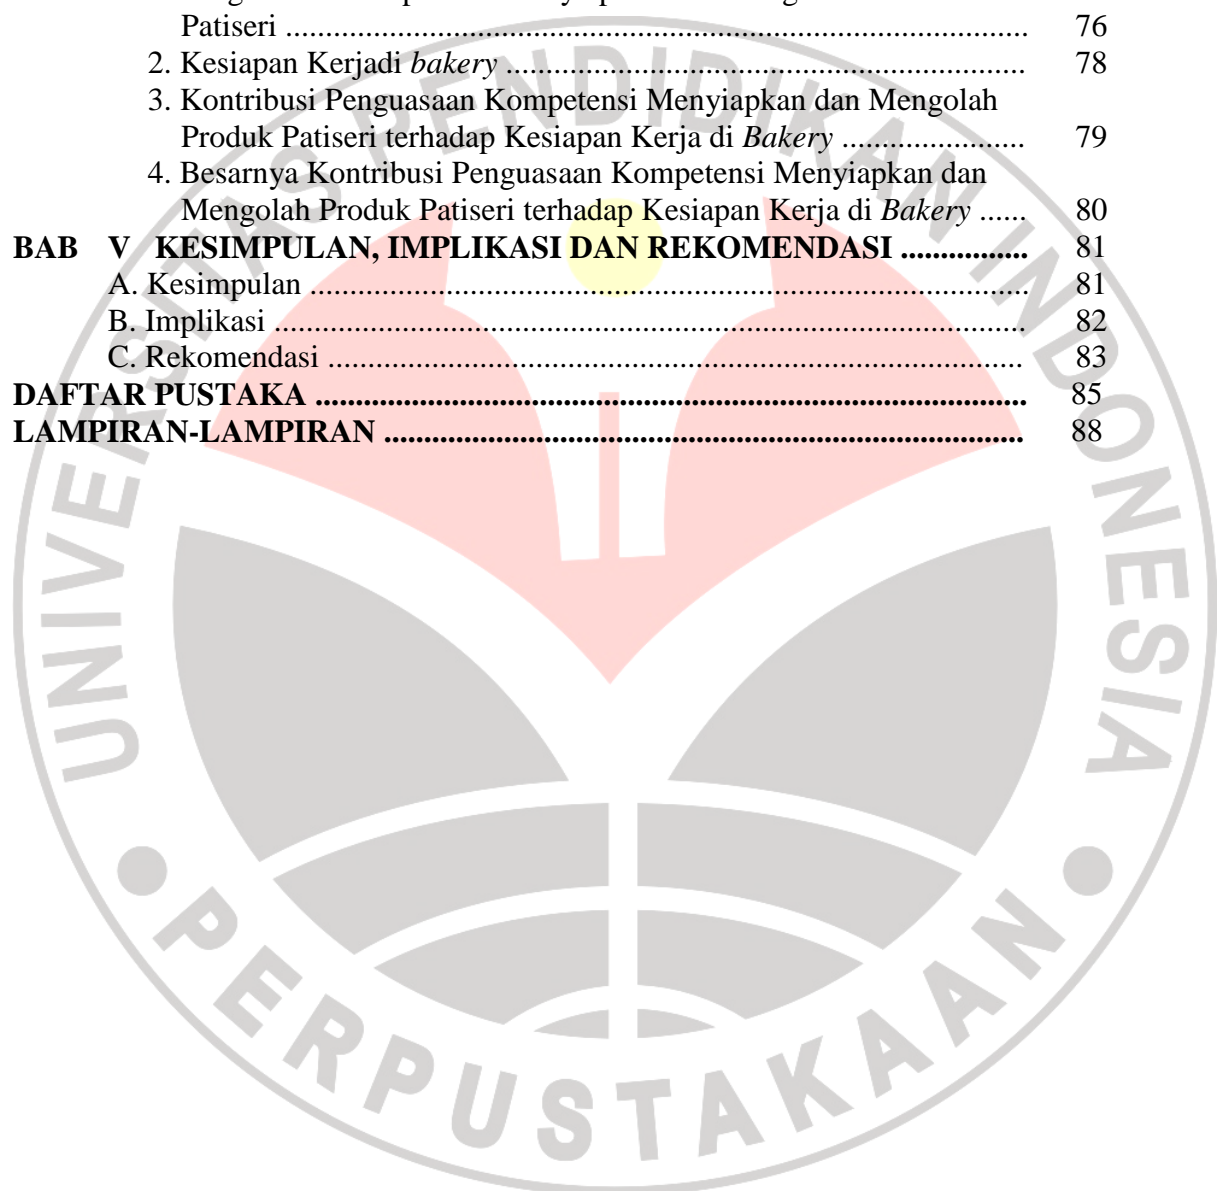 Patiseri ............................................................................................. 76
2. Kesiapan Kerjadi bakery ................................................................. 78
3. Kontribusi Penguasaan Kompetensi Menyiapkan dan Mengolah
Produk Patiseri terhadap Kesiapan Kerja di Bakery ....................... 79
4. Besarnya Kontribusi Penguasaan Kompetensi Menyiapkan dan
Mengolah Produk Patiseri terhadap Kesiapan Kerja di Bakery ...... 80
BAB V KESIMPULAN, IMPLIKASI DAN REKOMENDASI ................ 81
A. Kesimpulan .......................................................................................... 81
B. Implikasi .............................................................................................. 82
C. Rekomendasi ....................................................................................... 83
DAFTAR PUSTAKA ......................................................................................... 85
LAMPIRAN-LAMPIRAN ................................................................................ 88
UNIVERSITAS PENDIDIKAN INDONESIA
PERPUSTAKAAN